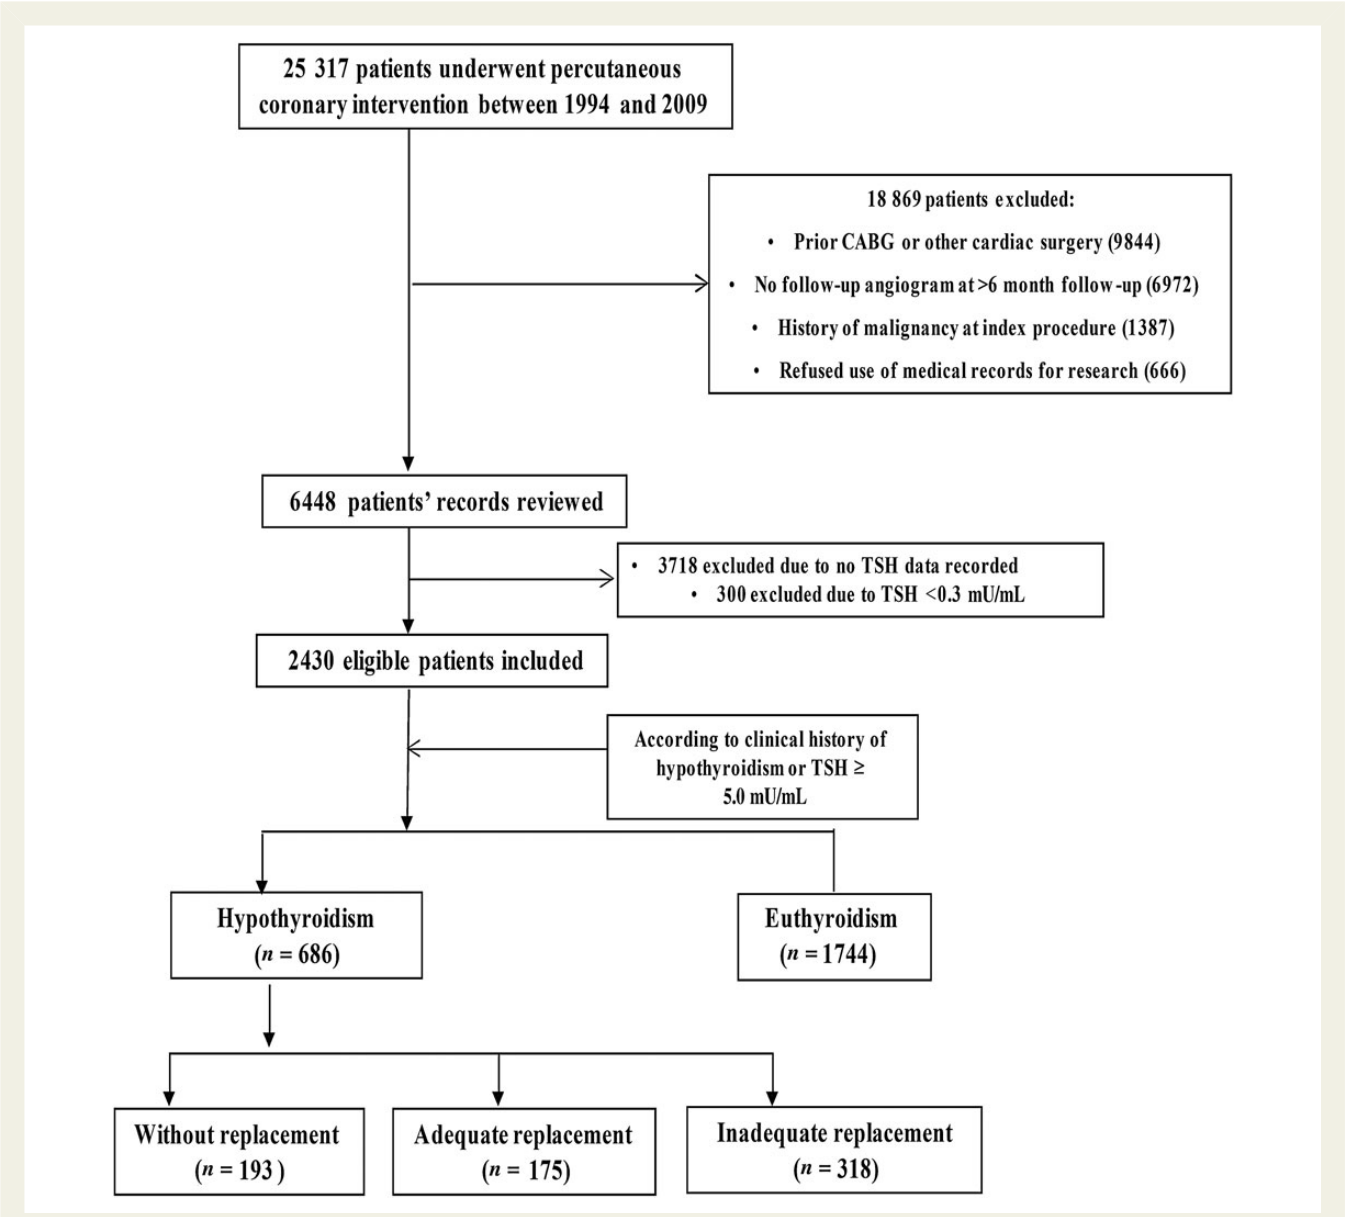 25 317 patients underwent percutaneous
coronary intervention between 1994 and 2009
18 869 patients excluded:
• Prior CABG or other cardiac surgery (9844)
• No follow-up angiogram at >6 month follow-up (6972)
• History of malignancy at index procedure (1387)
• Refused use of medical records for research (666)
6448 patients’ records reviewed
• 3718 excluded due to no TSH data recorded
• 300 excluded due to TSH <0.3 mU/mL
2430 eligible patients included
According to clinical history of
hypothyroidism or TSH ≥
5.0 mU/mL
Hypothyroidism
(n = 686)
Euthyroidism
(n = 1744)
Without replacement
(n = 193 )
Adequate replacement
(n = 175)
Inadequate replacement
(n = 318)